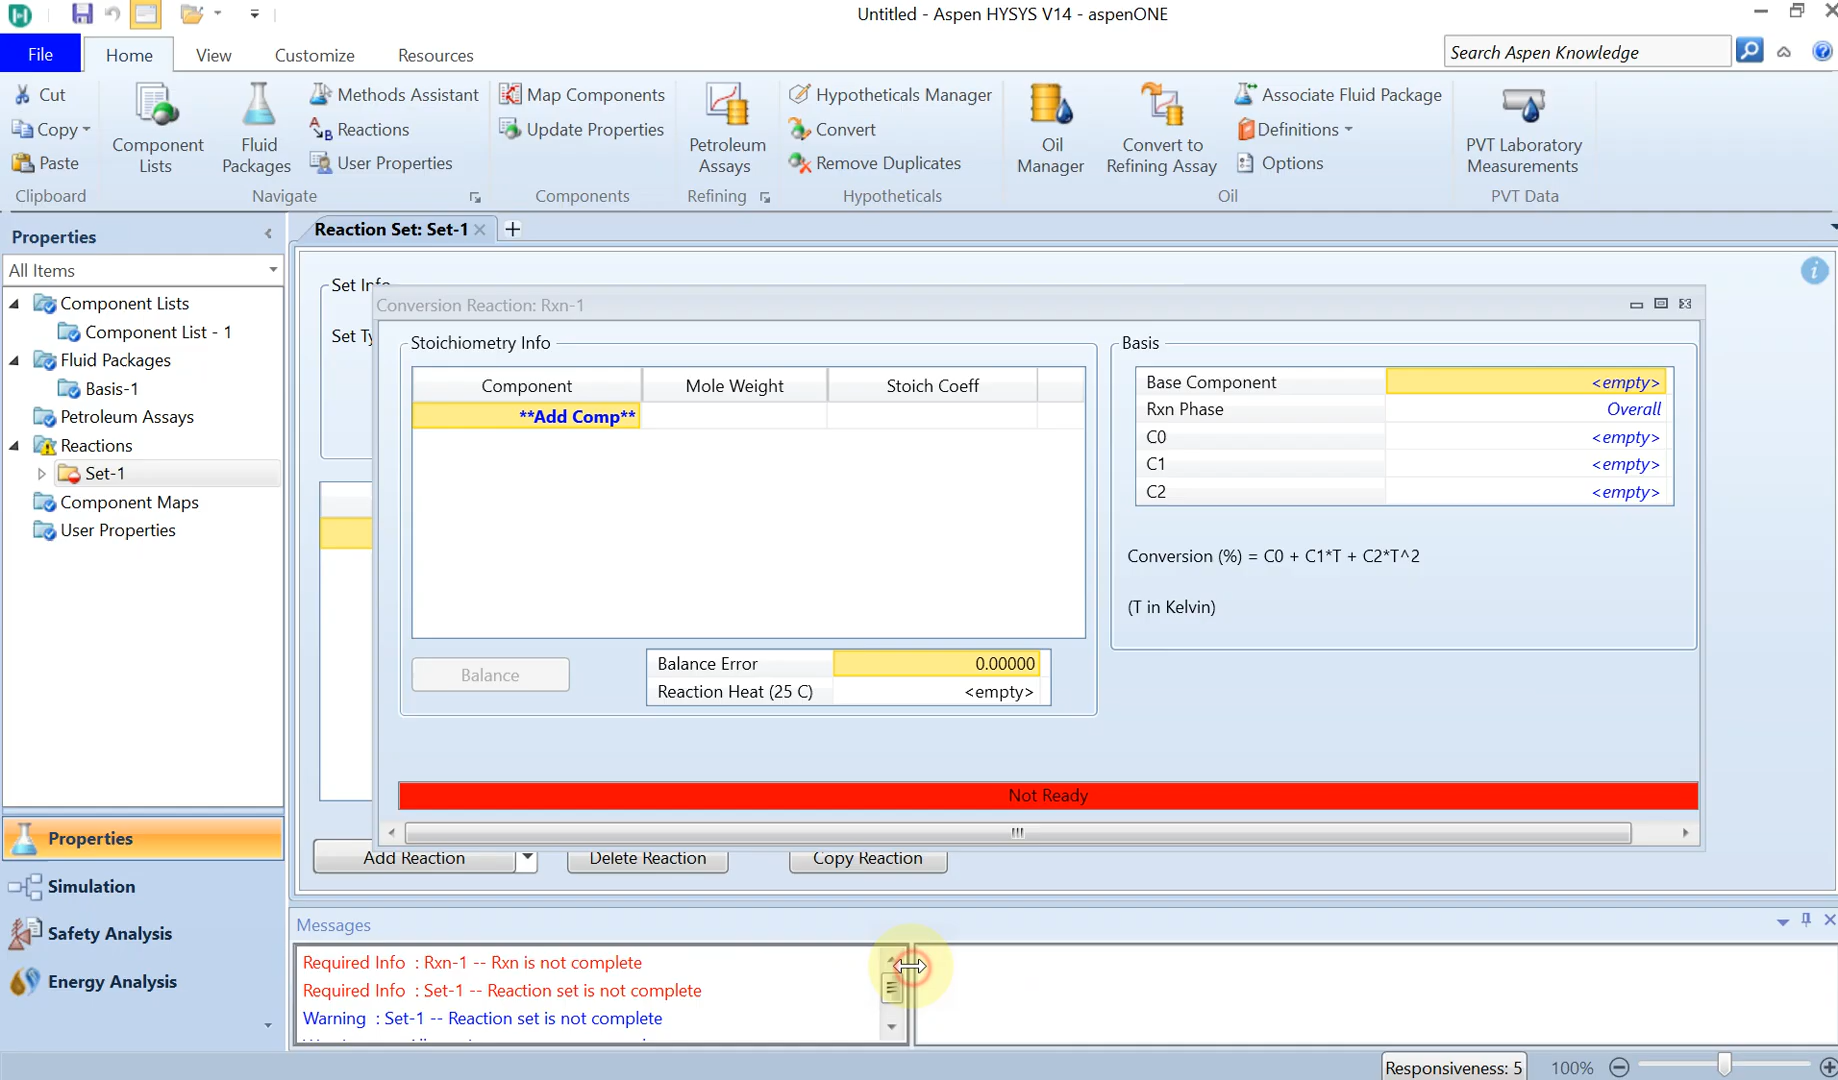 Untitled - Aspen HYSYS V14 - aspenONE
File
Home
View
Customize
Resources
Search Aspen Knowledge
Cut
Copy
Paste
Clipboard
Component
Lists
Fluid
Packages
Methods Assistant
Reactions
User Properties
Navigate
Map Components
Update Properties
Components
Petroleum
Assays
Refining
Hypotheticals Manager
Convert
Remove Duplicates
Hypotheticals
Oil
Manager
Convert to
Refining Assay
Associate Fluid Package
Definitions
Options
Oil
PVT Laboratory
Measurements
PVT Data
Properties
All Items
Component Lists
Component List - 1
Fluid Packages
Basis-1
Petroleum Assays
Reactions
Set-1
Component Maps
User Properties
Properties
Simulation
Safety Analysis
Energy Analysis
Reaction Set: Set-1
Set Info
Set Ty
Conversion Reaction: Rxn-1
Stoichiometry Info
Component
Mole Weight
Stoich Coeff
**Add Comp**
Balance
Balance Error
0.00000
Reaction Heat (25 C)
<empty>
Basis
Base Component
<empty>
Rxn Phase
Overall
C0
<empty>
C1
<empty>
C2
<empty>
Conversion (%) = C0 + C1*T + C2*T^2
(T in Kelvin)
Not Ready
Add Reaction
Delete Reaction
Copy Reaction
Messages
Required Info : Rxn-1 -- Rxn is not complete
Required Info : Set-1 -- Reaction set is not complete
Warning : Set-1 -- Reaction set is not complete
Responsiveness: 5
100%